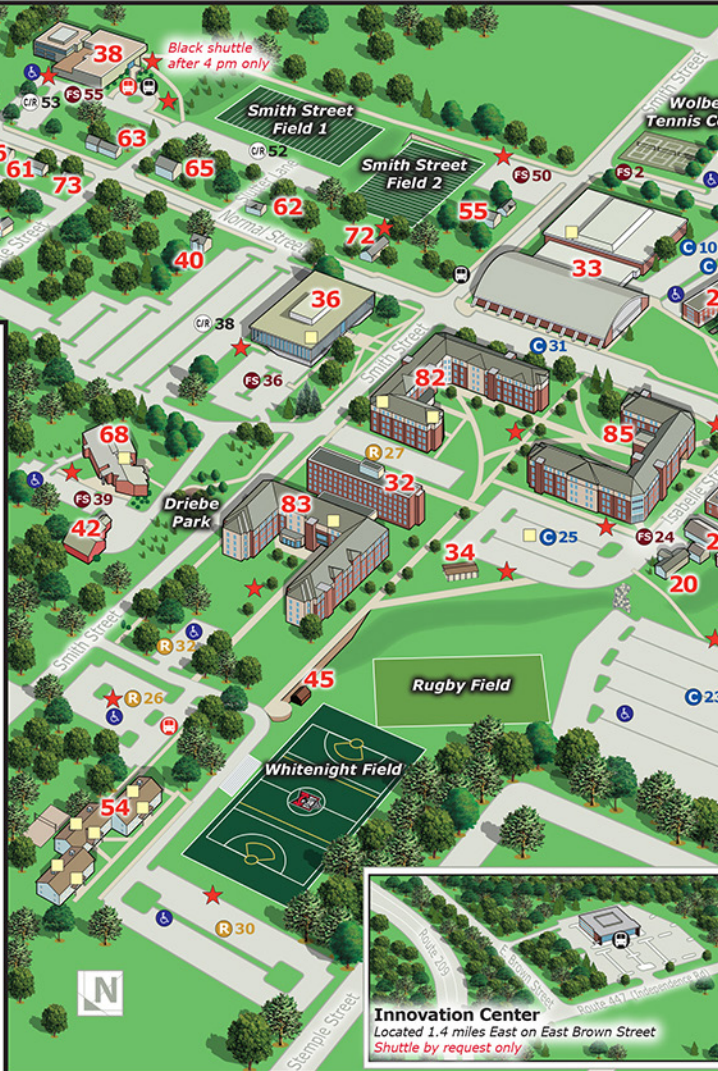 38
Black shuttle
after 4 pm only
C/R 53
FS 55
63
61
73
65
C/R 52
Smith Street
Field 1
Smith Street
Field 2
FS 50
Smith Street
Tennis
FS 2
62
55
72
40
Normal Street
33
C 10
C
36
C/R 38
FS 36
Smith Street
C 31
82
85
68
R 27
32
FS 39
42
Driebe
Park
83
34
C 25
FS 24
20
Smith Street
R 32
R 26
45
Rugby Field
Whitenight Field
54
R 30
N
Stemple Street
Route 209
E Brown Street
Route 447 (Independence Rd)
Innovation Center
Located 1.4 miles East on East Brown Street
Shuttle by request only